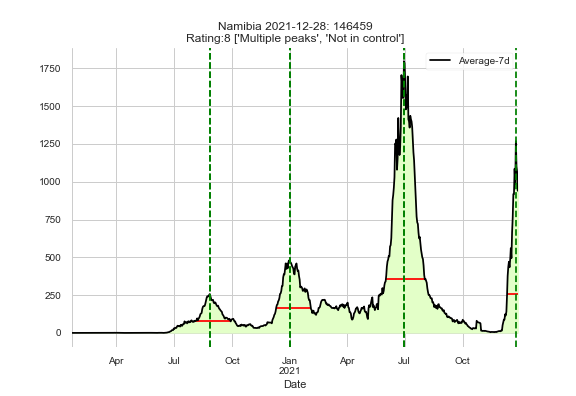 Namibia 2021-12-28: 146459
Rating:8 ['Multiple peaks', 'Not in control']
Average-7d
1750
1500
1250
1000
750
500
250
0
Apr Jul Oct Jan Apr Jul Oct
2021
Date